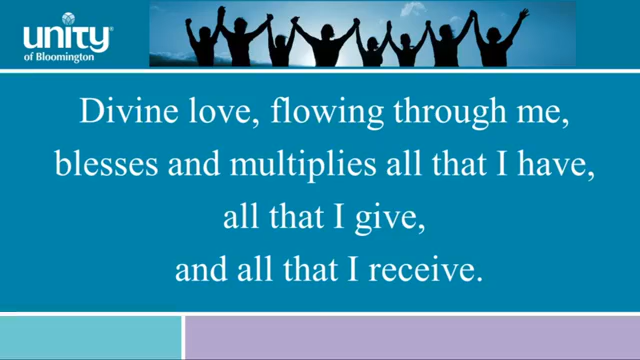 unity®
of Bloomington
Divine love, flowing through me,
blesses and multiplies all that I have,
all that I give,
and all that I receive.